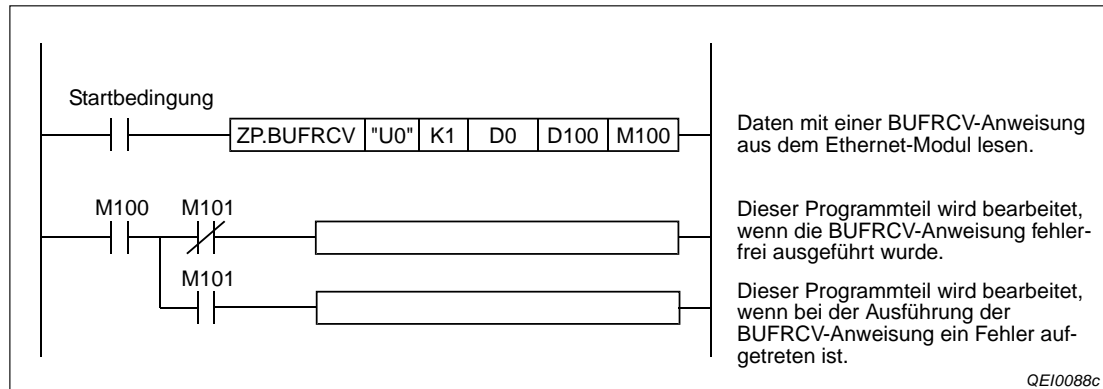 Startbedingung
ZP.BUFRCV "U0" K1 D0 D100 M100
Daten mit einer BUFRCV-Anweisung
aus dem Ethernet-Modul lesen.
M100 M101
Dieser Programmteil wird bearbeitet,
wenn die BUFRCV-Anweisung fehler-
frei ausgeführt wurde.
M101
Dieser Programmteil wird bearbeitet,
wenn bei der Ausführung der
BUFRCV-Anweisung ein Fehler auf-
getreten ist.
QEI0088c